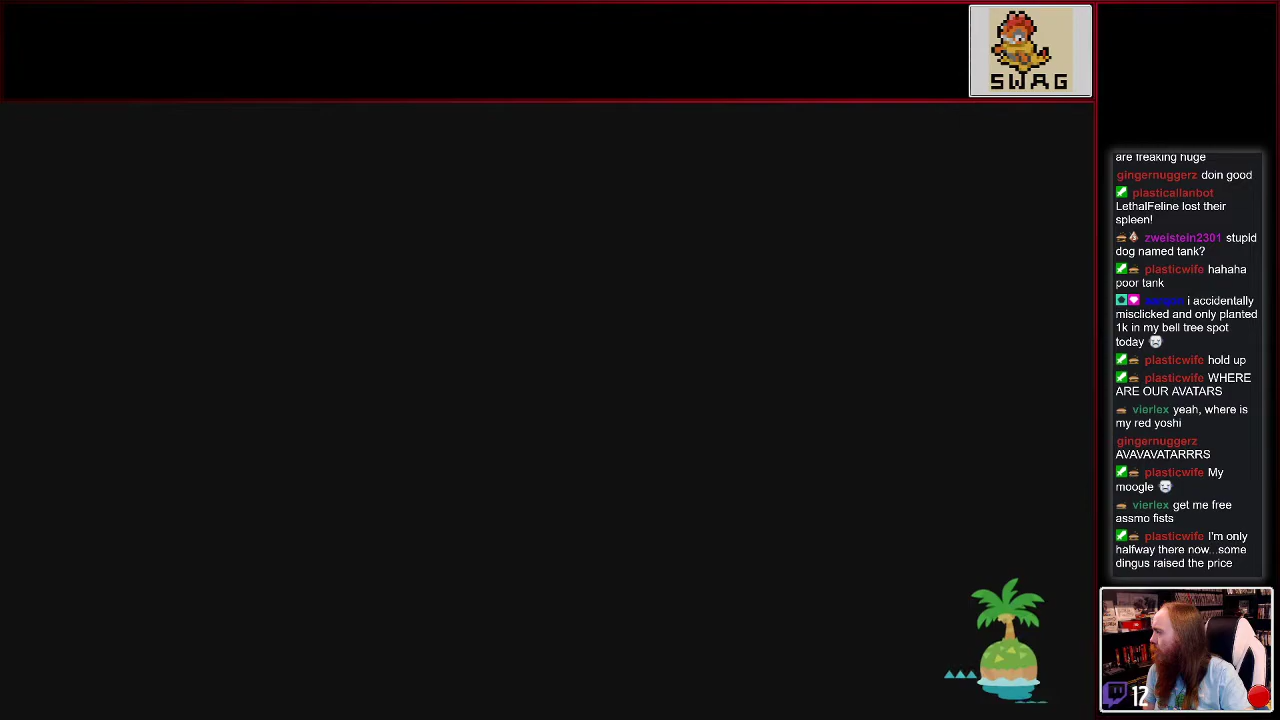 SWAG
are freaking huge
gingernuggerz doin good
plasticallanbot
LethalFeline lost their
spleen!
zweistein2301 stupid
dog named tank?
plasticwife hahaha
poor tank
i accidentally
misclicked and only planted
1k in my bell tree spot
today
plasticwife hold up
plasticwife WHERE
ARE OUR AVATARS
vierlex yeah, where is
my red yoshi
gingernuggerz
AVAVAVATARRRS
plasticwife My
moogle
vierlex get me free
assmo fists
plasticwife I'm only
halfway there now...some
dingus raised the price
12